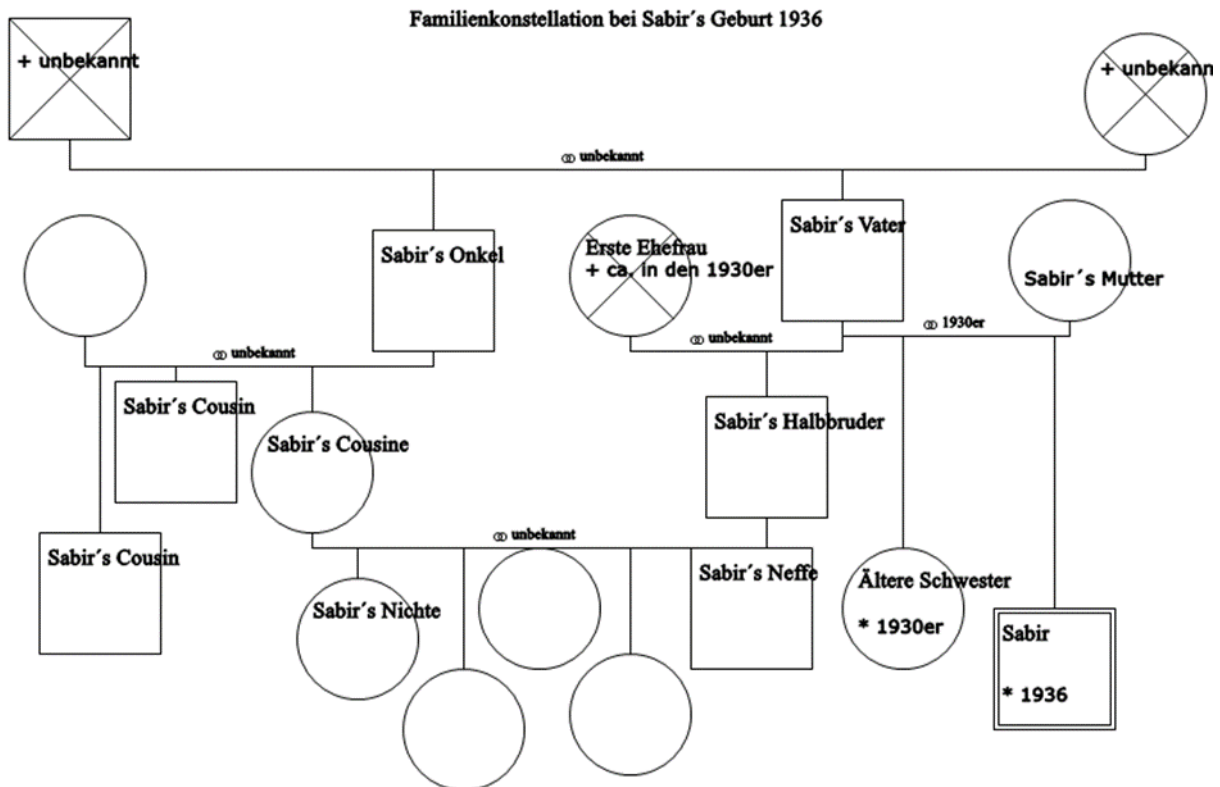 Familienkonstellation bei Sabir´s Geburt 1936
+ unbekannt
+ unbekann
⚭ unbekannt
Sabir´s Onkel
Erste Ehefrau
+ ca. in den 1930er
Sabir´s Vater
Sabir´s Mutter
⚭ 1930er
⚭ unbekannt
⚭ unbekannt
Sabir´s Cousin
Sabir´s Cousine
Sabir´s Halbbruder
⚭ unbekannt
Sabir´s Cousin
Sabir´s Nichte
Sabir´s Neffe
Ältere Schwester
* 1930er
Sabir
* 1936